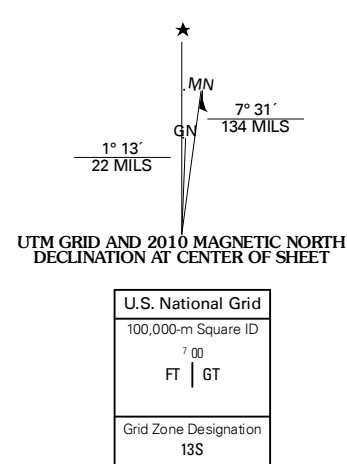 ★
MN
7° 31´
134 MILS
GN
1° 13´
22 MILS
UTM GRID AND 2010 MAGNETIC NORTH
DECLINATION AT CENTER OF SHEET
U.S. National Grid
100,000-m Square ID
7 00
FT | GT
Grid Zone Designation
13S